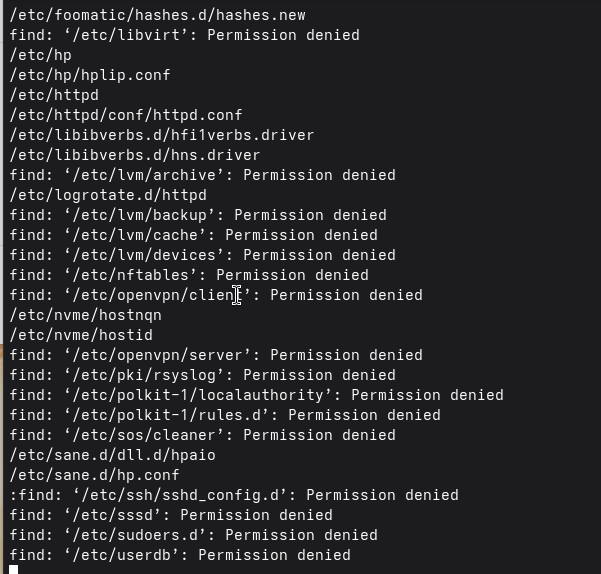 /etc/foomatic/hashes.d/hashes.new
find: ‘/etc/libvirt’: Permission denied
/etc/hp
/etc/hp/hplip.conf
/etc/httpd
/etc/httpd/conf/httpd.conf
/etc/libibverbs.d/hfi1verbs.driver
/etc/libibverbs.d/hns.driver
find: ‘/etc/lvm/archive’: Permission denied
/etc/logrotate.d/httpd
find: ‘/etc/lvm/backup’: Permission denied
find: ‘/etc/lvm/cache’: Permission denied
find: ‘/etc/lvm/devices’: Permission denied
find: ‘/etc/nftables’: Permission denied
find: ‘/etc/openvpn/client’: Permission denied
/etc/nvme/hostnqn
/etc/nvme/hostid
find: ‘/etc/openvpn/server’: Permission denied
find: ‘/etc/pki/rsyslog’: Permission denied
find: ‘/etc/polkit-1/localauthority’: Permission denied
find: ‘/etc/polkit-1/rules.d’: Permission denied
find: ‘/etc/sos/cleaner’: Permission denied
/etc/sane.d/dll.d/hpaio
/etc/sane.d/hp.conf
:find: ‘/etc/ssh/sshd_config.d’: Permission denied
find: ‘/etc/sssd’: Permission denied
find: ‘/etc/sudoers.d’: Permission denied
find: ‘/etc/userdb’: Permission denied